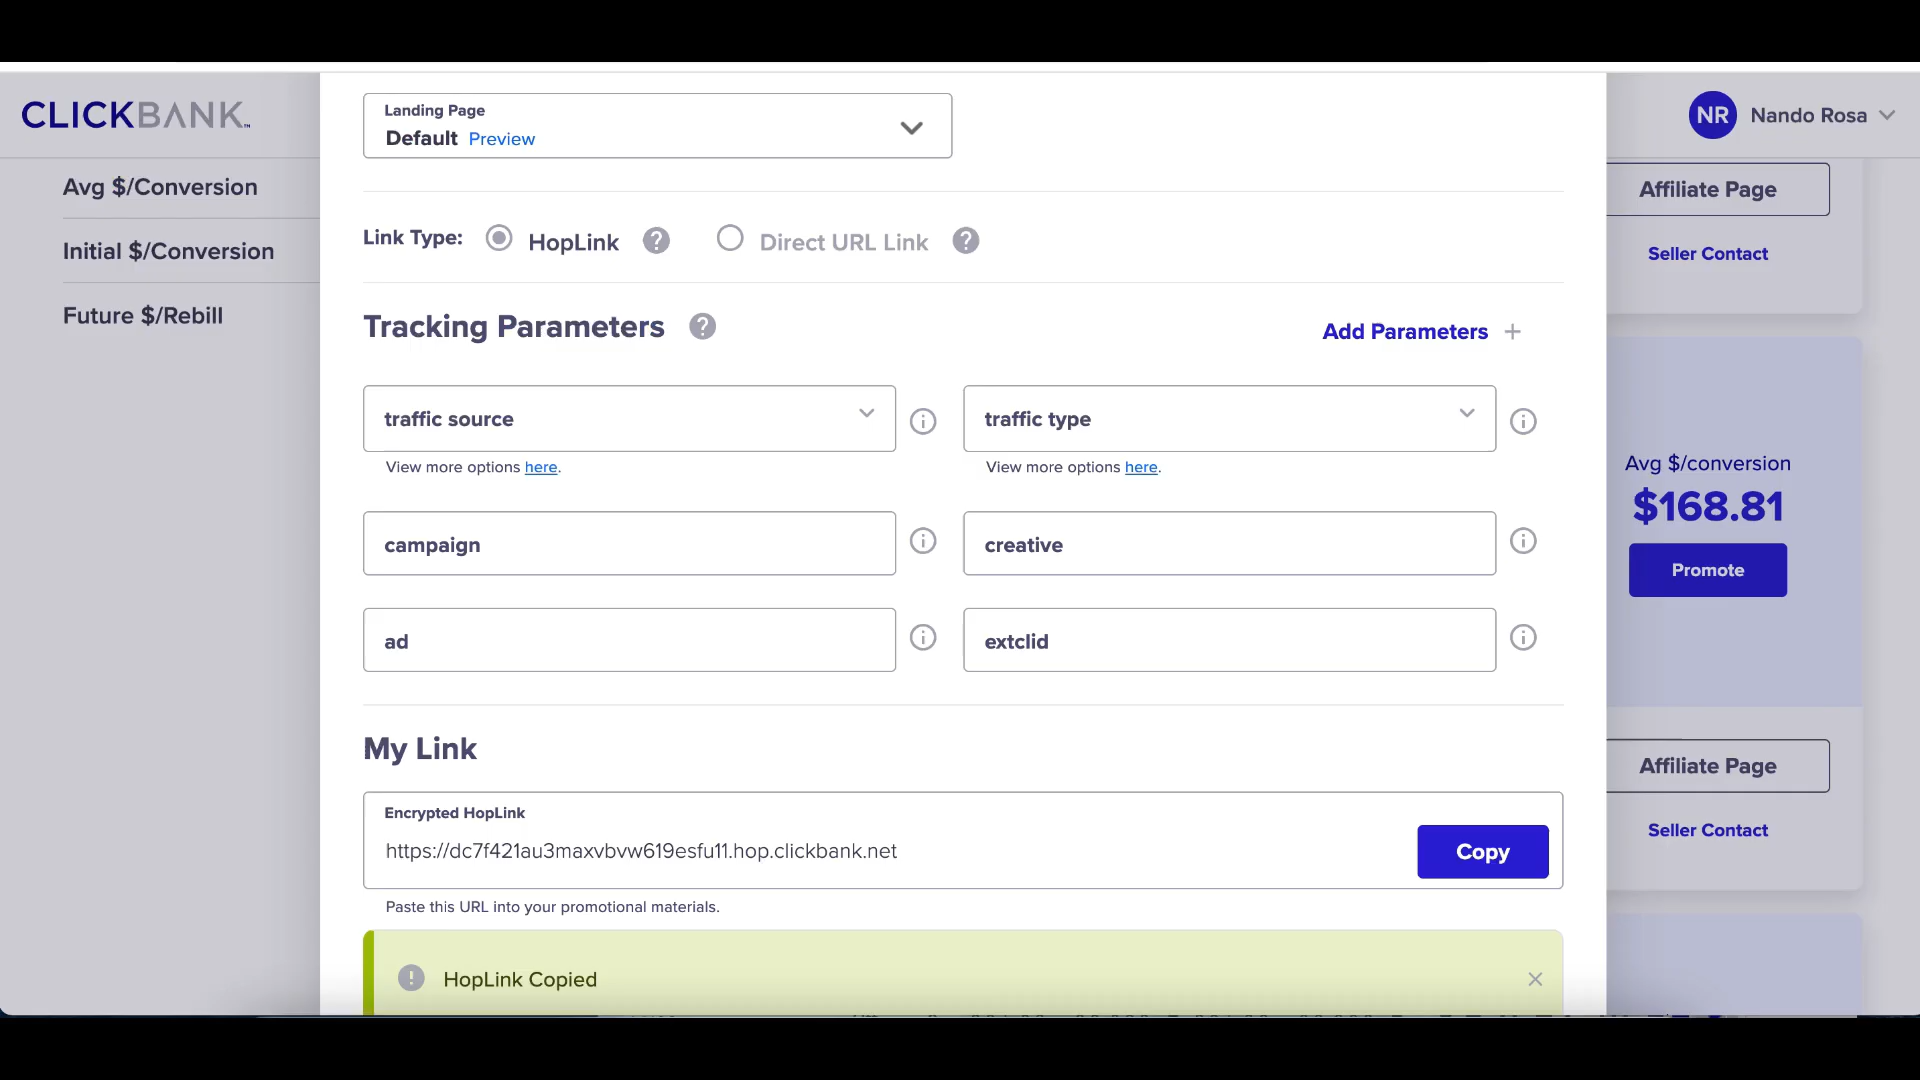 CLICKBANK™
NR Nando Rosa
Avg $/Conversion
Initial $/Conversion
Future $/Rebill
Landing Page
Default Preview
Link Type: HopLink ? Direct URL Link ?
Tracking Parameters ?
Add Parameters +
traffic source
traffic type
View more options here.
View more options here.
campaign
creative
ad
extclid
My Link
Encrypted HopLink
https://dc7f421au3maxvbvw619esfu11.hop.clickbank.net
Copy
Paste this URL into your promotional materials.
! HopLink Copied
Affiliate Page
Seller Contact
Avg $/conversion
$168.81
Promote
Affiliate Page
Seller Contact